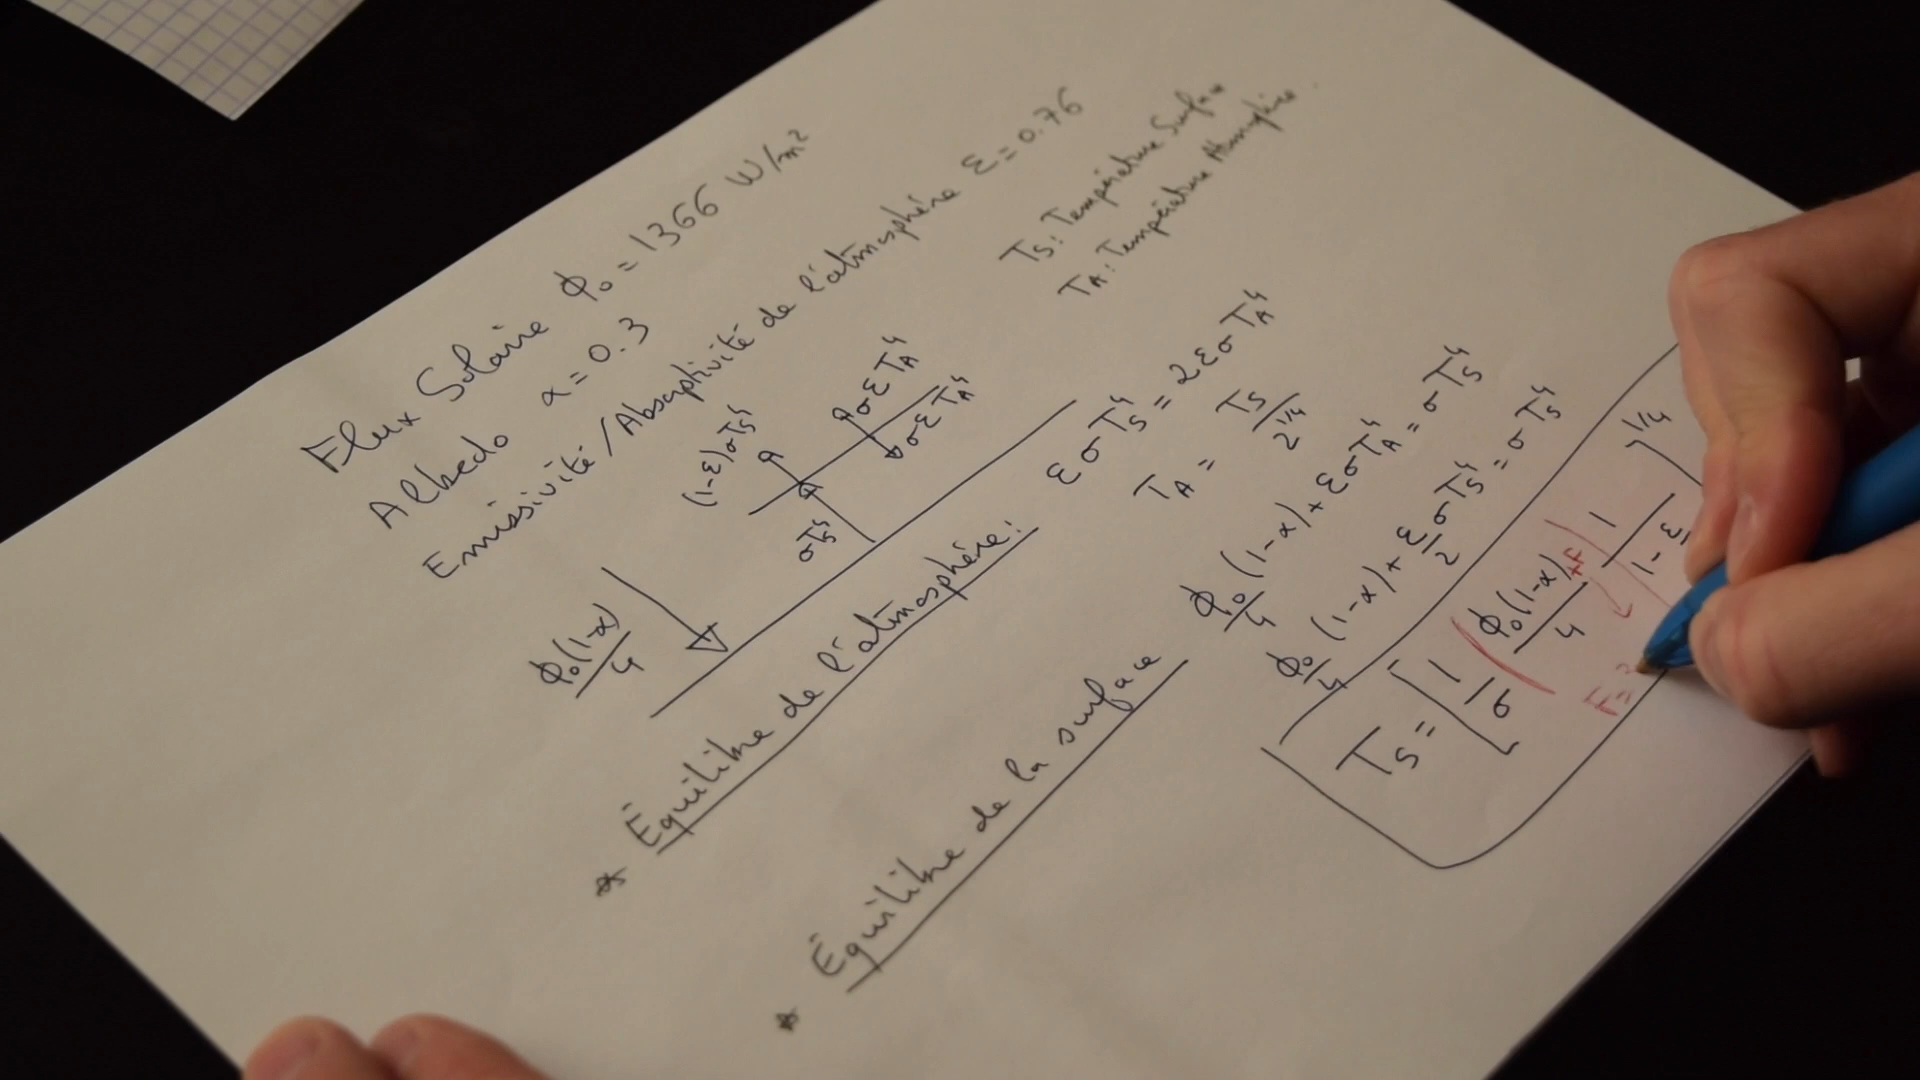 Flux Solaire ϕ₀ = 1366 W/m²
Albedo α = 0.3
Emissivité/Absorptivité de l'atmosphère ε = 0.76
Ts: Température Surface
TA: Température Atmosphère
ϕ₀(1-α)/4
(1-ε)σTs⁴
σTs⁴
σεTA⁴
σεTA⁴
* Équilibre de l'atmosphère: εσTs⁴ = 2εσTA⁴
TA = Ts/2^1/4
* Équilibre de la surface ϕ₀/4 (1-α) + εσTA⁴ = σTs⁴
ϕ₀/4 (1-α) + ε/2 σTs⁴ = σTs⁴
Ts = [1/σ ϕ₀(1-α)/4 +F 1/1-ε ]^1/4
F=